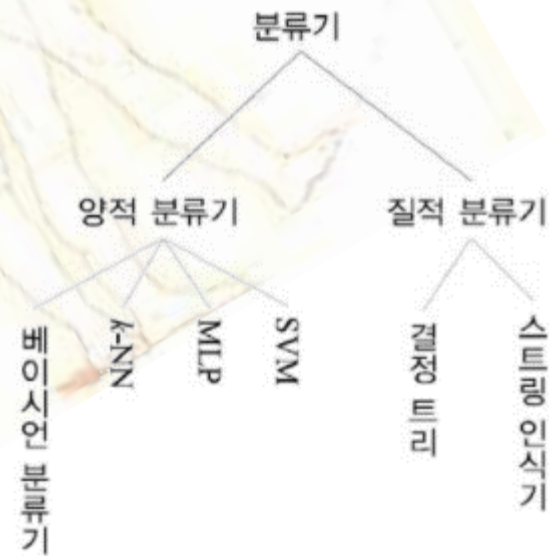 분류기
양적 분류기
질적 분류기
베이시언 분류기
k-NN
MLP
SVM
결정 트리
스트링 인식기